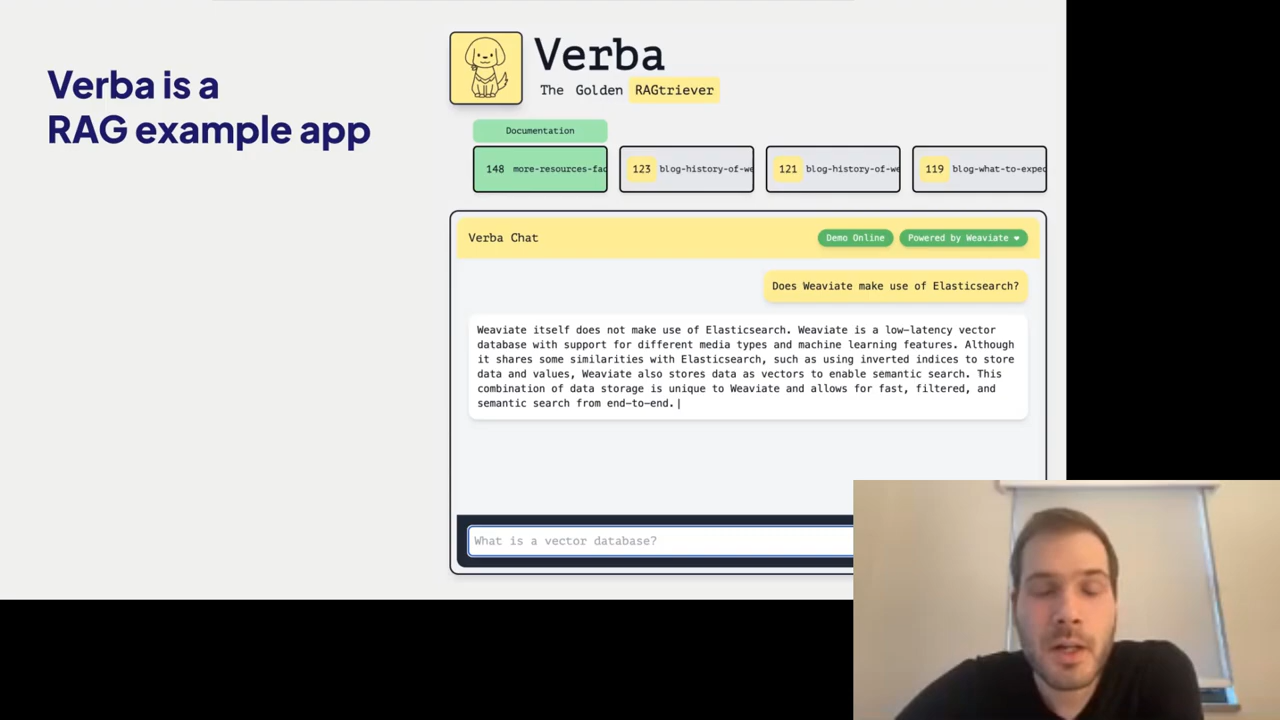 Verba is a
RAG example app
Verba
The Golden RAGtriever
Documentation
148 more-resources-fac
123 blog-history-of-we
121 blog-history-of-we
119 blog-what-to-expec
Verba Chat
Demo Online
Powered by Weaviate ❤
Does Weaviate make use of Elasticsearch?
Weaviate itself does not make use of Elasticsearch. Weaviate is a low-latency vector
database with support for different media types and machine learning features. Although
it shares some similarities with Elasticsearch, such as using inverted indices to store
data and values, Weaviate also stores data as vectors to enable semantic search. This
combination of data storage is unique to Weaviate and allows for fast, filtered, and
semantic search from end-to-end.|
What is a vector database?